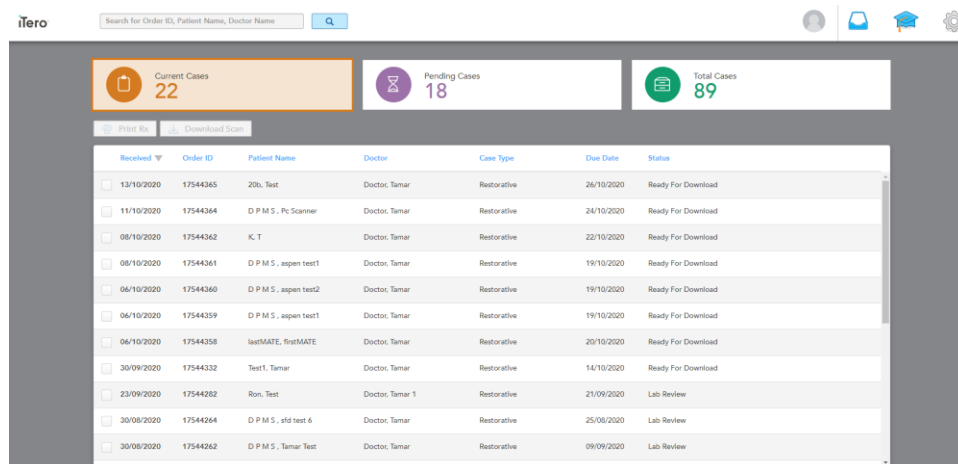 iTero
Search for Order ID, Patient Name, Doctor Name
Current Cases
22
Pending Cases
18
Total Cases
89
Print Rx
Download Scan
Received Order ID Patient Name Doctor Case Type Due Date Status
13/10/2020 17544365 20b, Test Doctor, Tamar Restorative 26/10/2020 Ready For Download
11/10/2020 17544364 D P M S , Pc Scanner Doctor, Tamar Restorative 24/10/2020 Ready For Download
08/10/2020 17544362 K, T Doctor, Tamar Restorative 22/10/2020 Ready For Download
08/10/2020 17544361 D P M S , aspen test1 Doctor, Tamar Restorative 19/10/2020 Ready For Download
06/10/2020 17544360 D P M S , aspen test2 Doctor, Tamar Restorative 19/10/2020 Ready For Download
06/10/2020 17544359 D P M S , aspen test1 Doctor, Tamar Restorative 19/10/2020 Ready For Download
06/10/2020 17544358 lastMATE, firstMATE Doctor, Tamar Restorative 20/10/2020 Ready For Download
30/09/2020 17544332 Test1, Tamar Doctor, Tamar Restorative 14/10/2020 Ready For Download
23/09/2020 17544282 Ron, Test Doctor, Tamar 1 Restorative 21/09/2020 Lab Review
30/08/2020 17544264 D P M S , sfd test 6 Doctor, Tamar Restorative 25/08/2020 Lab Review
30/08/2020 17544262 D P M S , Tamar Test Doctor, Tamar Restorative 09/09/2020 Lab Review